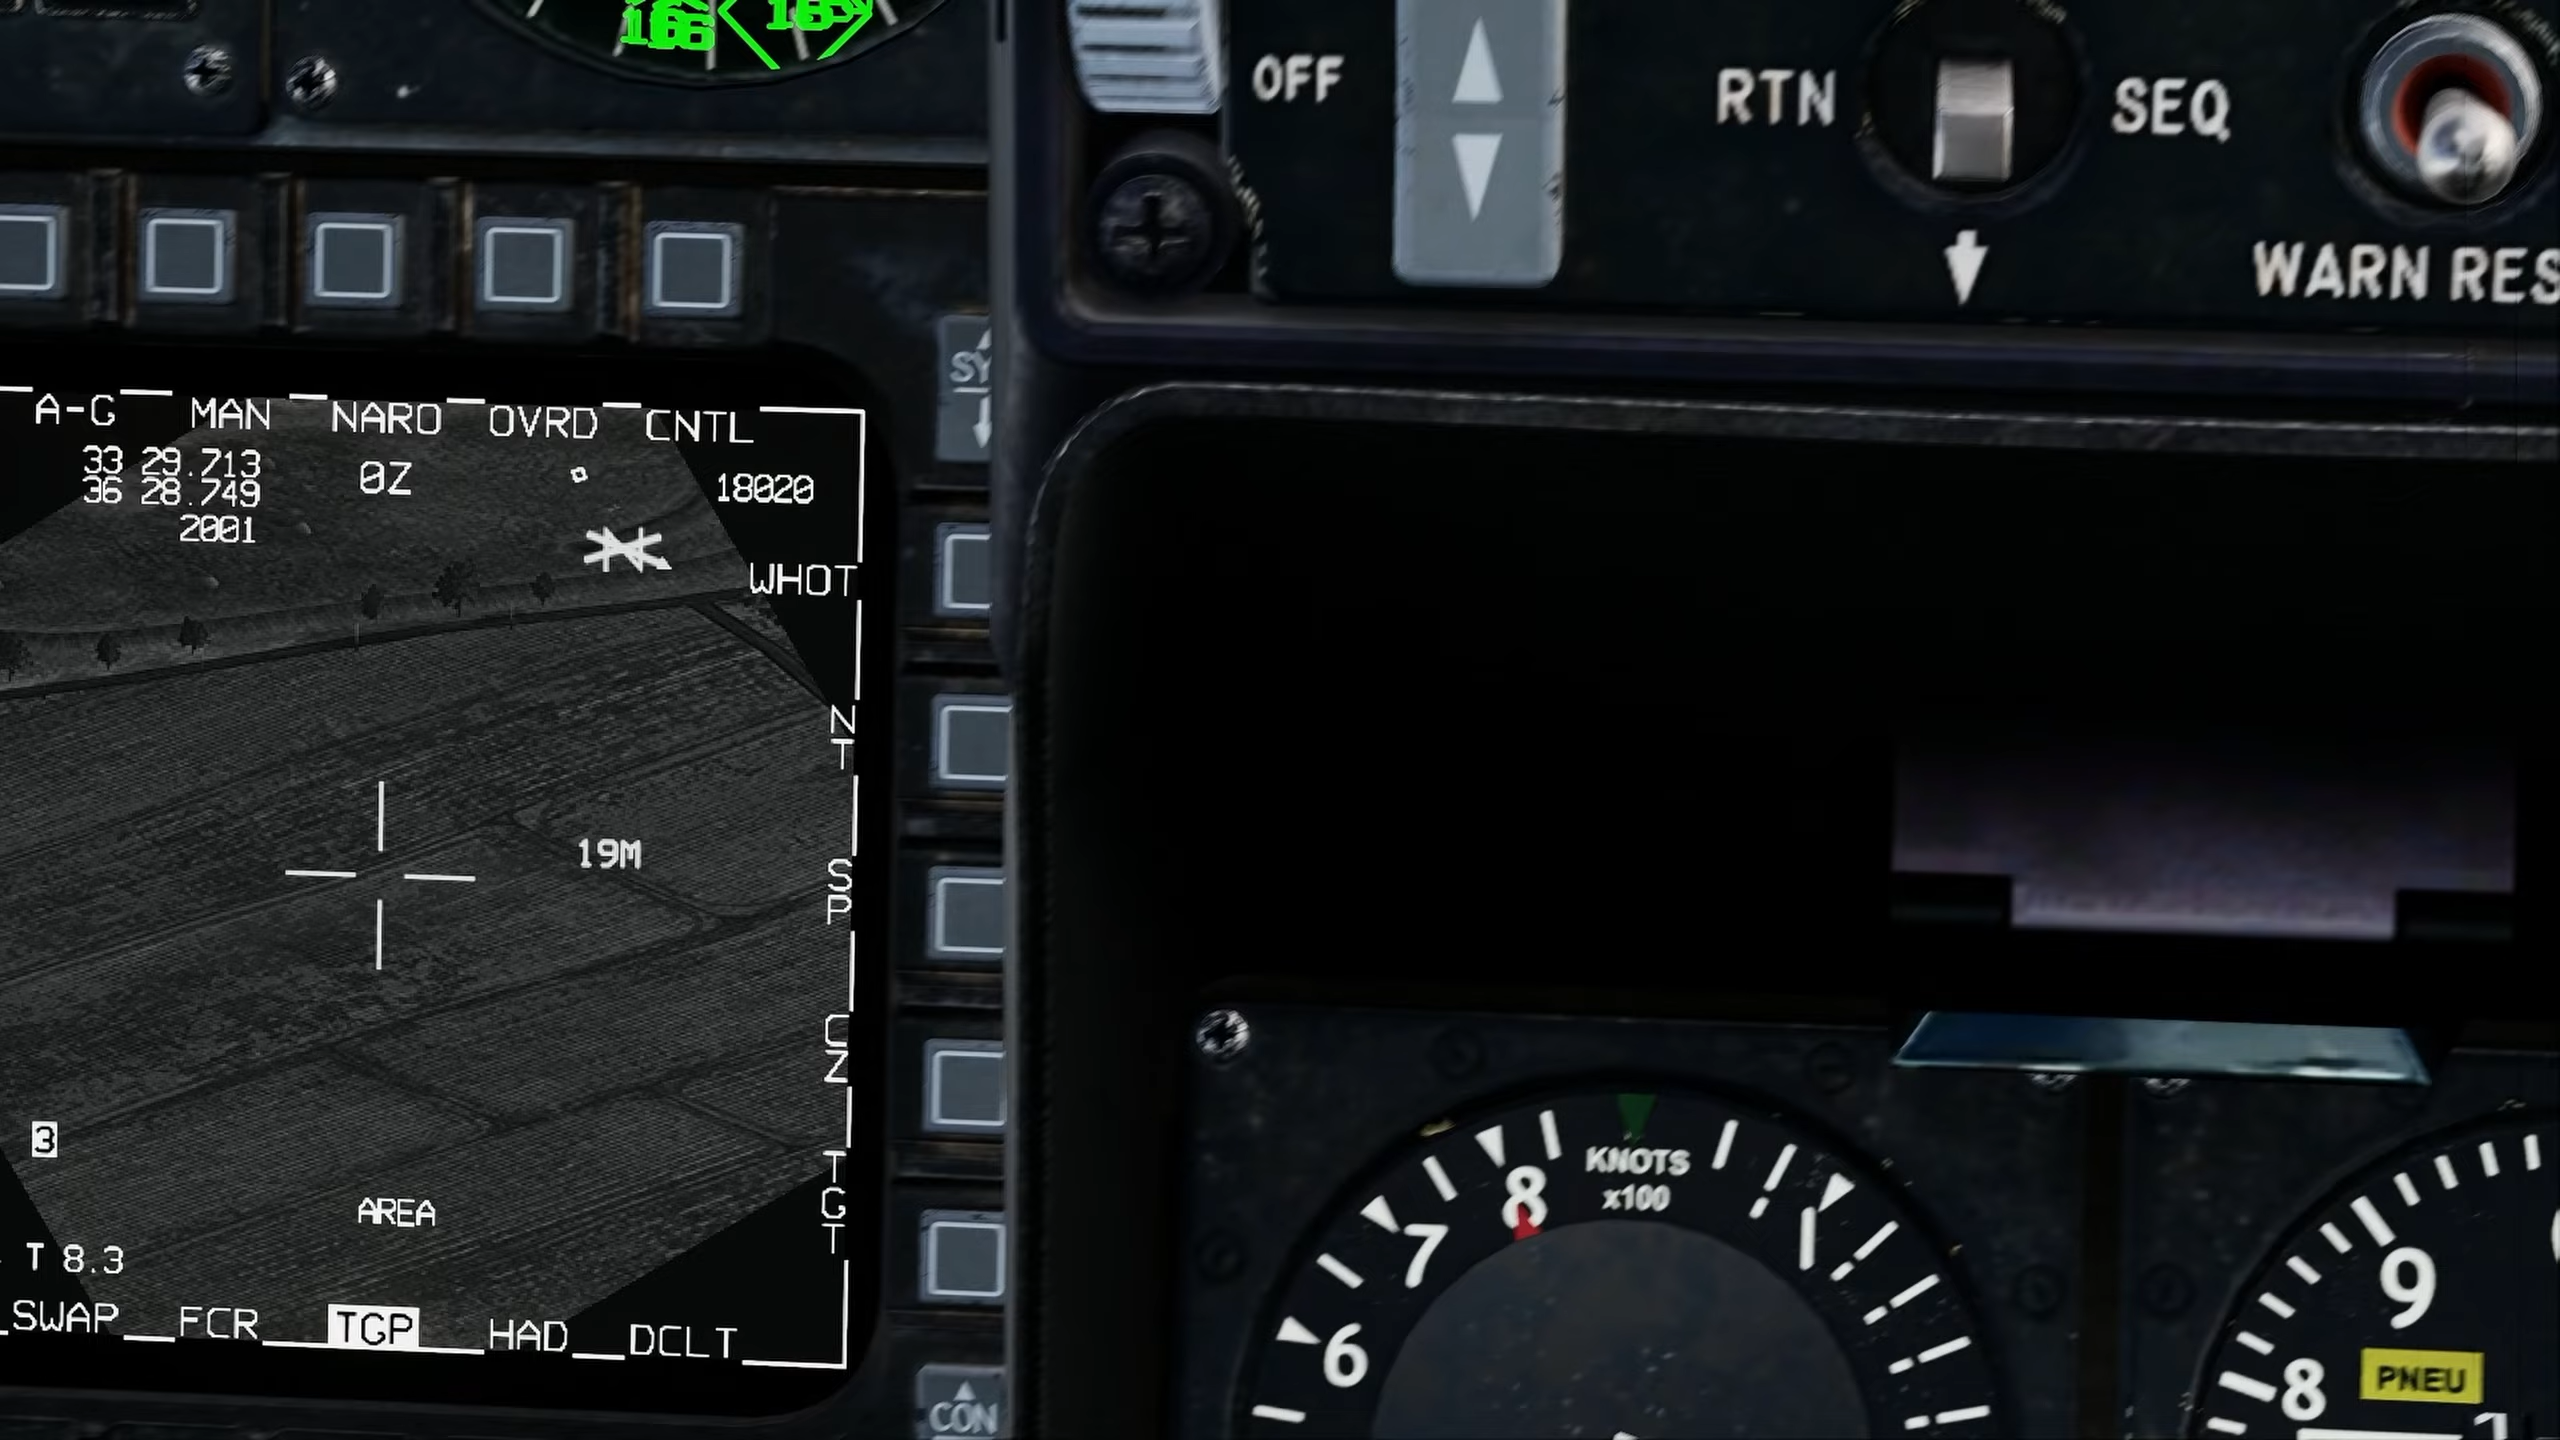 166
OFF
RTN
SEQ
WARN RES
A-G MAN NARO OVRD CNTL
33 29.713
36 28.749
2001
0Z
18020
WHOT
NT
19M
SP
CZ
TGT
3
AREA
T 8.3
SWAP FCR TGP HAD DCLT
SY
CON
KNOTS
x100
8
7
6
1
9
8
PNEU